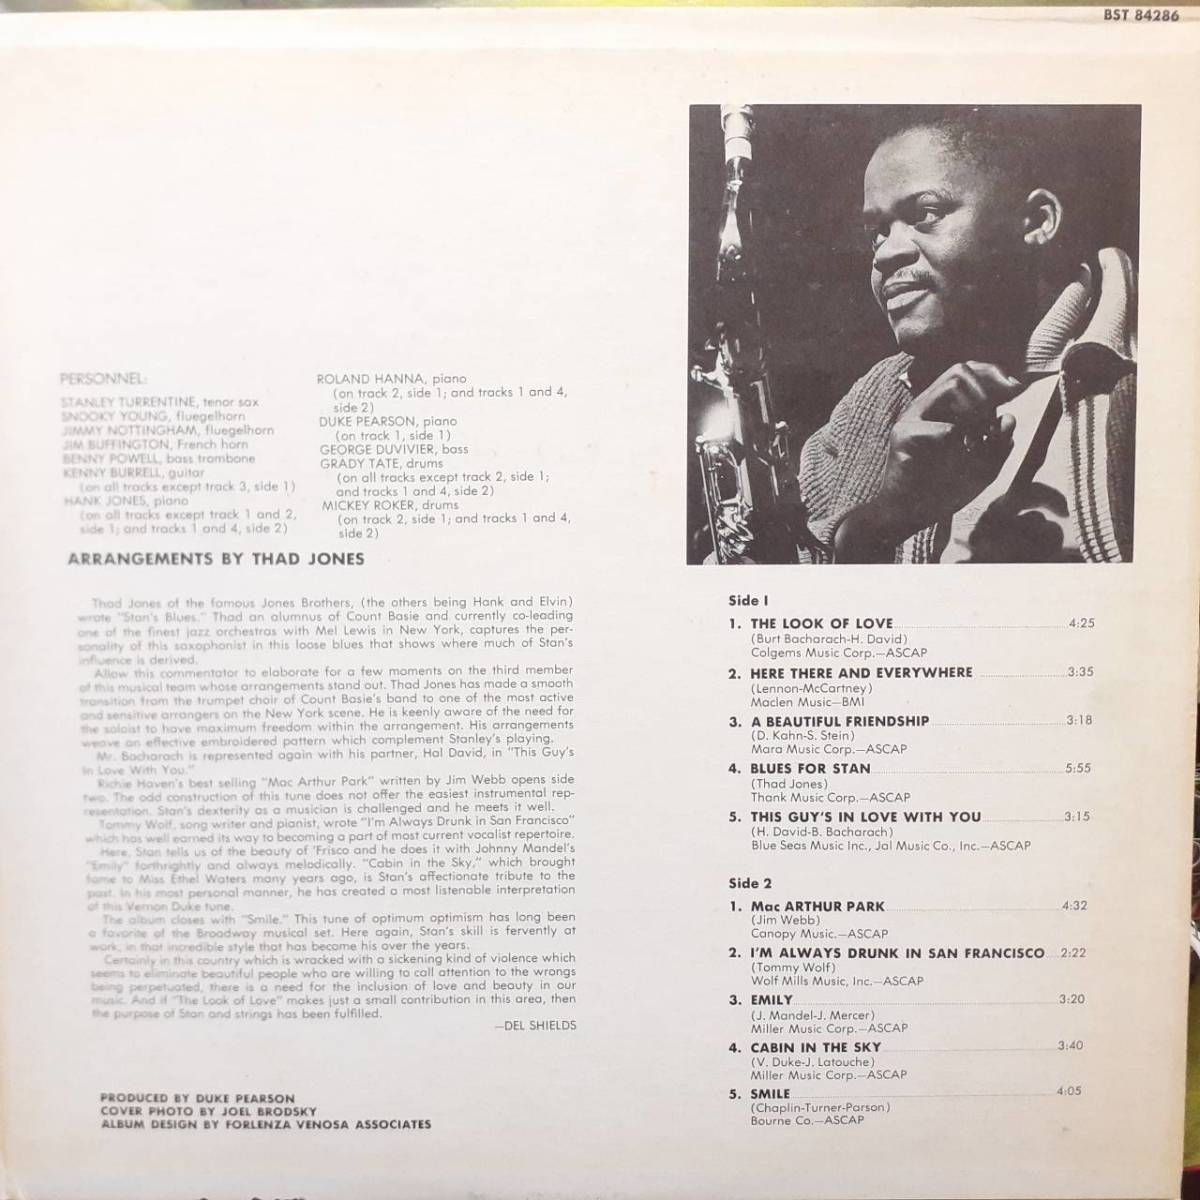 BST 84286
PERSONNEL:
STANLEY TURRENTINE, tenor sax
SNOOKY YOUNG, fluegelhorn
JIMMY NOTTINGHAM, fluegelhorn
JIM BUFFINGTON, French horn
BENNY POWELL, bass trombone
KENNY BURRELL, guitar
(on all tracks except track 3, side 1)
HANK JONES, piano
(on all tracks except track 1 and 2,
side 1; and tracks 1 and 4, side 2)
ROLAND HANNA, piano
(on track 2, side 1; and tracks 1 and 4,
side 2)
DUKE PEARSON, piano
(on track 1, side 1)
GEORGE DUVIVIER, bass
GRADY TATE, drums
(on all tracks except track 2, side 1;
and tracks 1 and 4, side 2)
MICKEY ROKER, drums
(on track 2, side 1; and tracks 1 and 4,
side 2)
ARRANGEMENTS BY THAD JONES
Thad Jones of the famous Jones Brothers, (the others being Hank and Elvin)
wrote "Stan's Blues." Thad an alumnus of Count Basie and currently co-leading
one of the finest jazz orchestras with Mel Lewis in New York, captures the per-
sonality of this saxophonist in this loose blues that shows where much of Stan's
influence is derived.
Allow this commentator to elaborate for a few moments on the third member
of this musical team whose arrangements stand out. Thad Jones has made a smooth
transition from the trumpet chair of Count Basie's band to one of the most active
and sensitive arrangers on the New York scene. He is keenly aware of the need for
the soloist to have maximum freedom within the arrangement. His arrangements
weave an effective embroidered pattern which complement Stanley's playing.
Mr. Bacharach is represented again with his partner, Hal David, in "This Guy's
In Love With You."
Richie Haven's best selling "Mac Arthur Park" written by Jim Webb opens side
two. The odd construction of this tune does not offer the easiest instrumental rep-
resentation. Stan's dexterity as a musician is challenged and he meets it well.
Tommy Wolf, song writer and pianist, wrote "I'm Always Drunk in San Francisco"
which has well earned its way to becoming a part of most current vocalist repertoire.
Here, Stan tells us of the beauty of 'Frisco and he does it with Johnny Mandel's
"Emily" forthrightly and always melodically. "Cabin in the Sky," which brought
fame to Miss Ethel Waters many years ago, is Stan's affectionate tribute to the
past. In his most personal manner, he has created a most listenable interpretation
of this Vernon Duke tune.
The album closes with "Smile." This tune of optimum optimism has long been
a favorite of the Broadway musical set. Here again, Stan's skill is fervently at
work, in that incredible style that has become his over the years.
Certainly in this country which is wracked with a sickening kind of violence which
seems to eliminate beautiful people who are willing to call attention to the wrongs
being perpetuated, there is a need for the inclusion of love and beauty in our
music. And if "The Look of Love" makes just a small contribution in this area, then
the purpose of Stan and strings has been fulfilled.
—DEL SHIELDS
PRODUCED BY DUKE PEARSON
COVER PHOTO BY JOEL BRODSKY
ALBUM DESIGN BY FORLENZA VENOSA ASSOCIATES
Side 1
1. THE LOOK OF LOVE 4:25
(Burt Bacharach-H. David)
Colgems Music Corp.—ASCAP
2. HERE THERE AND EVERYWHERE 3:35
(Lennon-McCartney)
Maclen Music—BMI
3. A BEAUTIFUL FRIENDSHIP 3:18
(D. Kahn-S. Stein)
Mara Music Corp.—ASCAP
4. BLUES FOR STAN 5:55
(Thad Jones)
Thank Music Corp.—ASCAP
5. THIS GUY'S IN LOVE WITH YOU 3:15
(H. David-B. Bacharach)
Blue Seas Music Inc., Jal Music Co., Inc.—ASCAP
Side 2
1. Mac ARTHUR PARK 4:32
(Jim Webb)
Canopy Music.—ASCAP
2. I'M ALWAYS DRUNK IN SAN FRANCISCO 2:22
(Tommy Wolf)
Wolf Mills Music, Inc.—ASCAP
3. EMILY 3:20
(J. Mandel-J. Mercer)
Miller Music Corp.—ASCAP
4. CABIN IN THE SKY 3:40
(V. Duke-J. Latouche)
Miller Music Corp.—ASCAP
5. SMILE 4:05
(Chaplin-Turner-Parson)
Bourne Co.—ASCAP